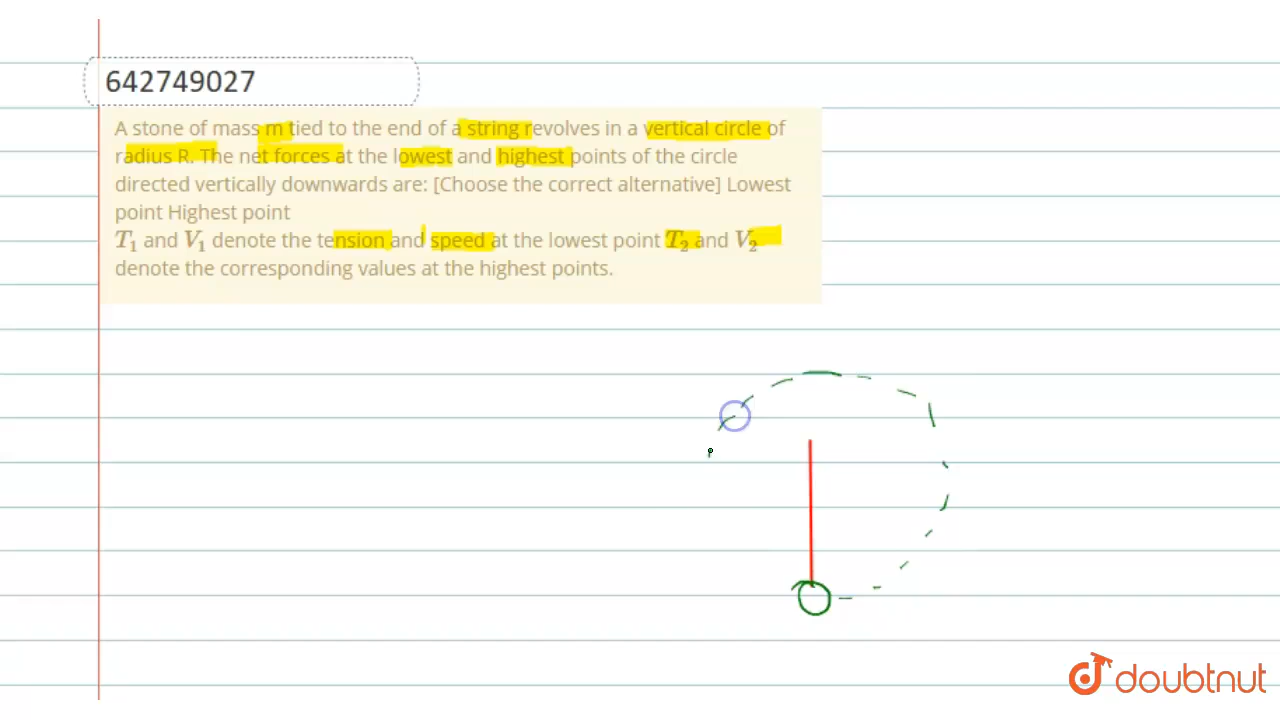 642749027
A stone of mass m tied to the end of a string revolves in a vertical circle of
radius R. The net forces at the lowest and highest points of the circle
directed vertically downwards are: [Choose the correct alternative] Lowest
point Highest point
T₁ and V₁ denote the tension and speed at the lowest point T₂ and V₂
denote the corresponding values at the highest points.
doubtnut